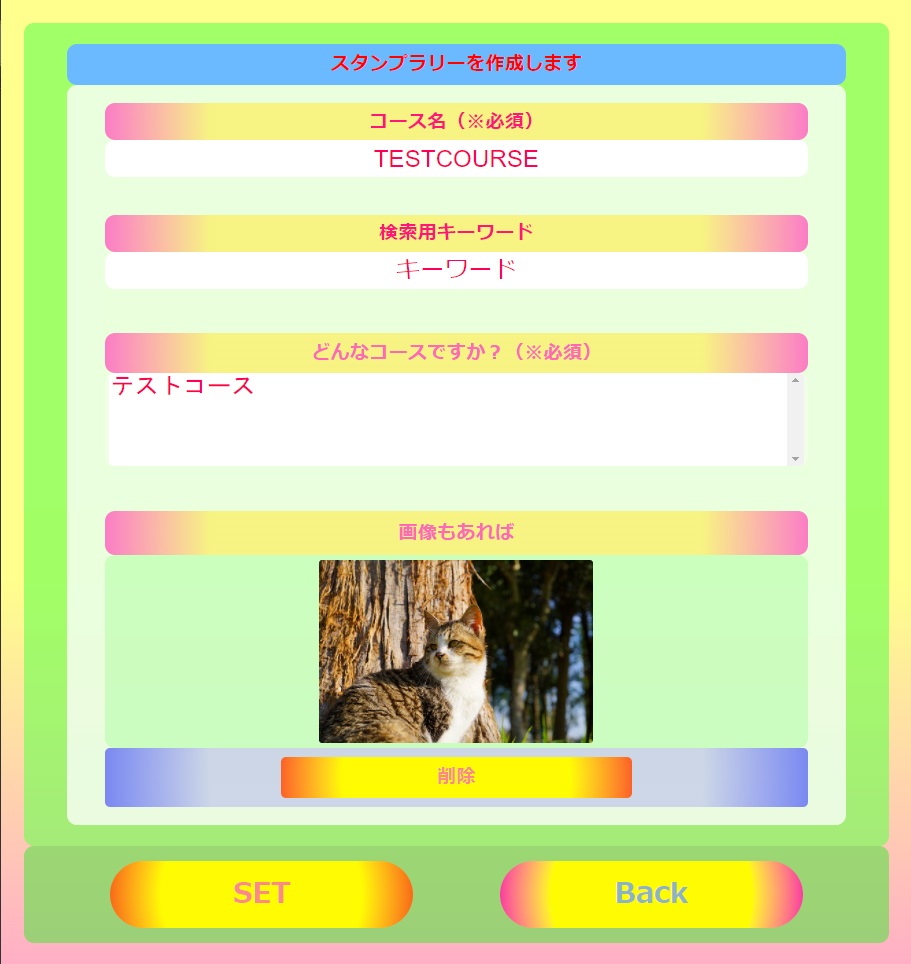 スタンプラリーを作成します
コース名（※必須）
TESTCOURSE
検索用キーワード
キーワード
どんなコースですか？（※必須）
テストコース
画像もあれば
削除
SET
Back